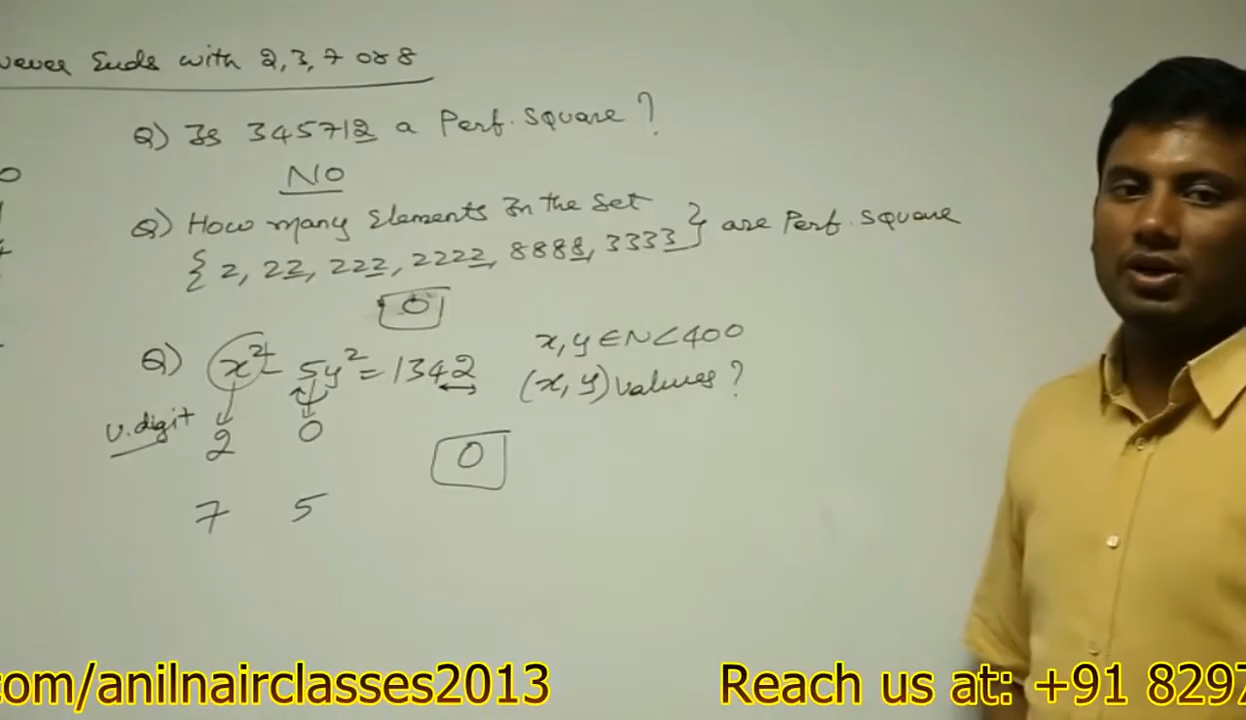 never Ends with 2, 3, 7 or 8
Q) Is 345712 a Perf. Square ?
NO
Q) How many Elements In the Set
{ 2, 22, 222, 2222, 8888, 3333 } are Perf. Square
0
Q) x² - 5y² = 1342 x, y ∈ N < 400
(x, y) values ?
U. digit 2 0
0
7 5
com/anilnairclasses2013 Reach us at: +91 8297